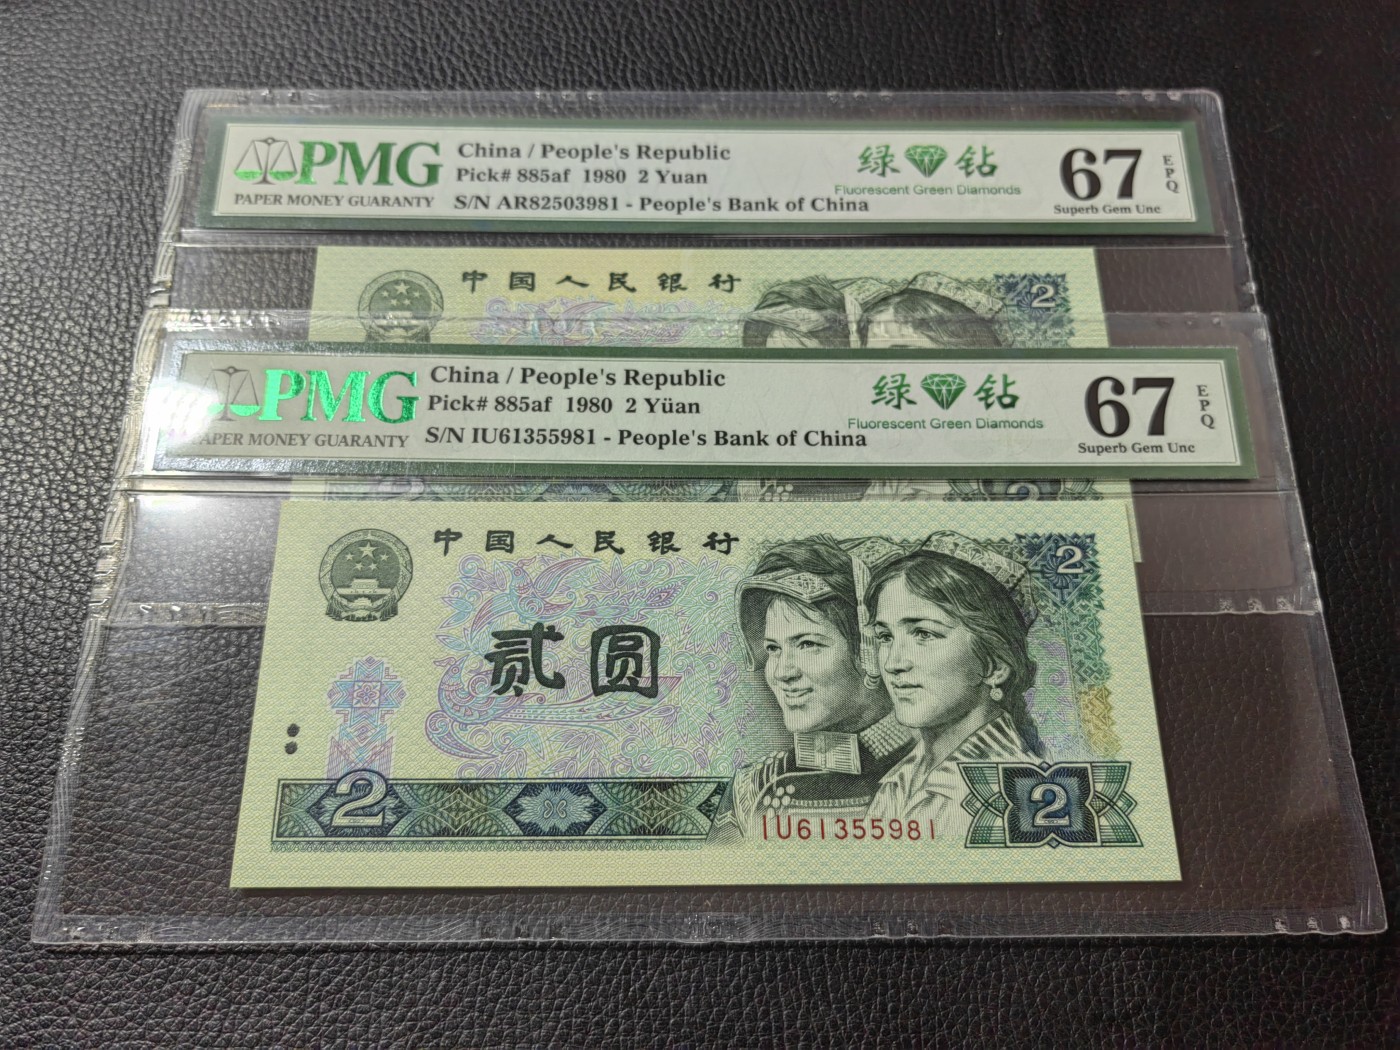 PMG
PAPER MONEY GUARANTY
China / People's Republic
Pick# 885af 1980 2 Yuan
S/N AR82503981 - People's Bank of China
绿 钻
Fluorescent Green Diamonds
67
EPQ
Superb Gem Unc
中国人民银行
2
PMG
PAPER MONEY GUARANTY
China / People's Republic
Pick# 885af 1980 2 Yüan
S/N IU61355981 - People's Bank of China
绿 钻
Fluorescent Green Diamonds
67
EPQ
Superb Gem Unc
中国人民银行
2
贰圆
2
2
IU61355981